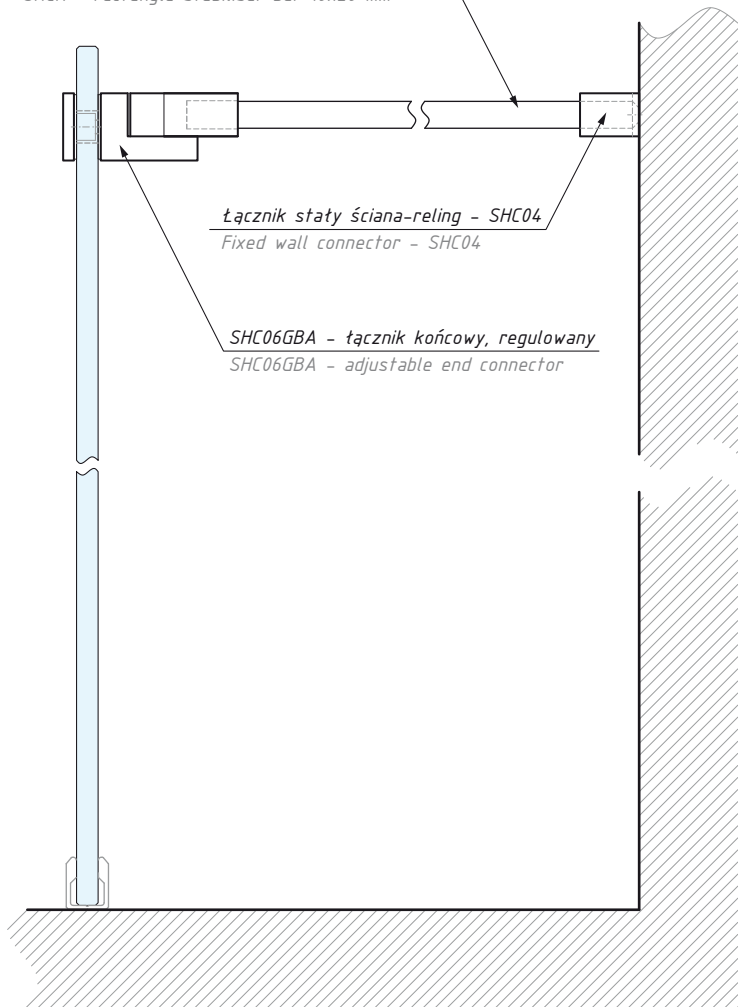 Łącznik stały ściana-reling - SHC04
Fixed wall connector - SHC04
SHC06GBA - łącznik końcowy, regulowany
SHC06GBA - adjustable end connector